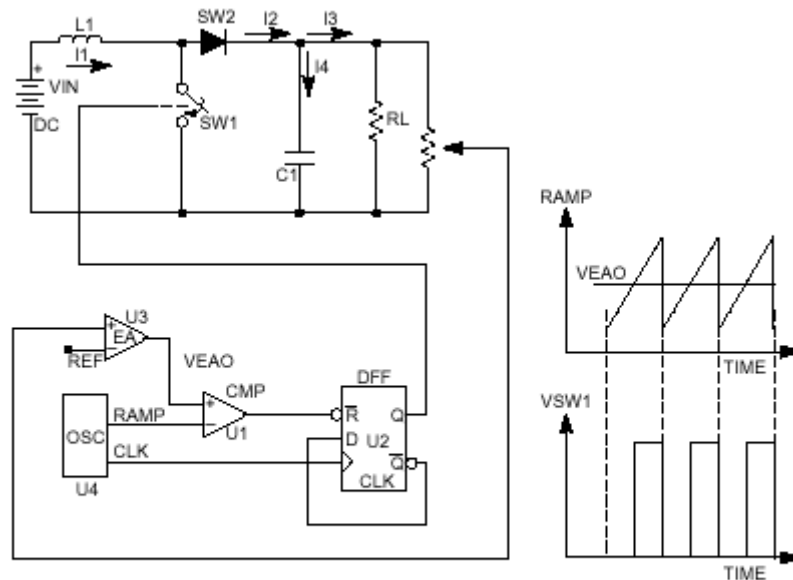 SW2
L1
I2
I3
I1
I4
VIN
SW1
RL
DC
C1
RAMP
VEAO
TIME
U3
+
EA
−
REF
VEAO
CMP
DFF
VSW1
+
−
U1
R
Q
OSC
RAMP
D
U2
CLK
Q
CLK
U4
TIME